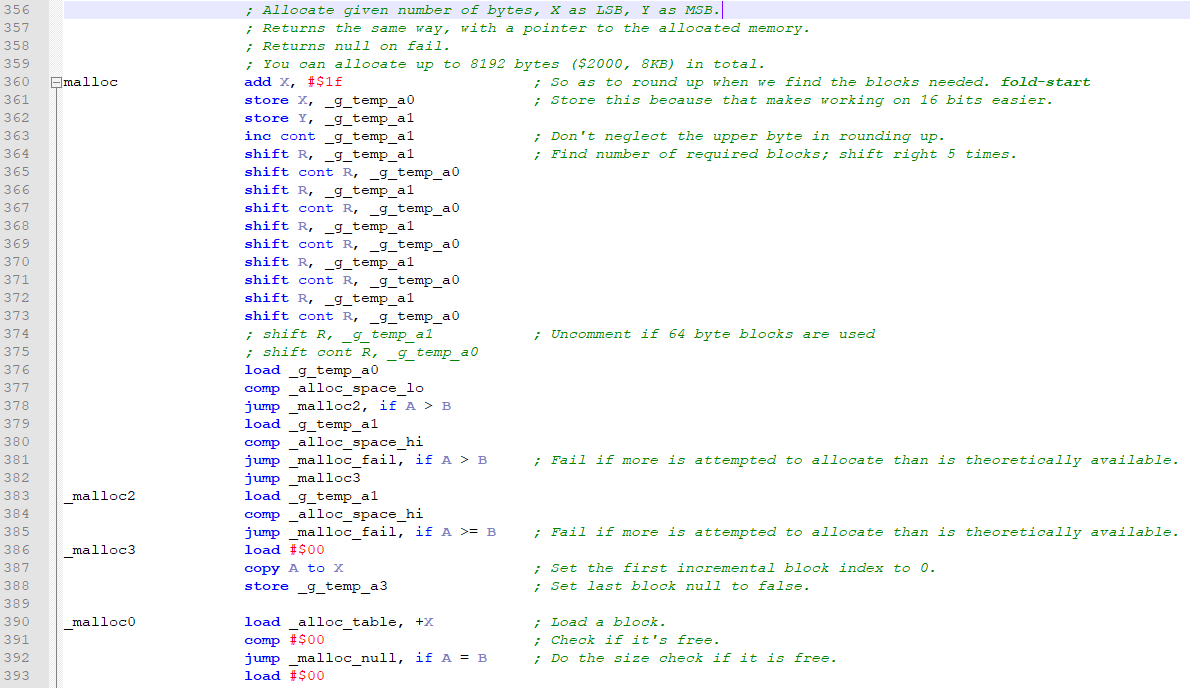 356 ; Allocate given number of bytes, X as LSB, Y as MSB.
357 ; Returns the same way, with a pointer to the allocated memory.
358 ; Returns null on fail.
359 ; You can allocate up to 8192 bytes ($2000, 8KB) in total.
360 malloc add X, #$1f ; So as to round up when we find the blocks needed. fold-start
361 store X, _g_temp_a0 ; Store this because that makes working on 16 bits easier.
362 store Y, _g_temp_a1
363 inc cont _g_temp_a1 ; Don't neglect the upper byte in rounding up.
364 shift R, _g_temp_a1 ; Find number of required blocks; shift right 5 times.
365 shift cont R, _g_temp_a0
366 shift R, _g_temp_a1
367 shift cont R, _g_temp_a0
368 shift R, _g_temp_a1
369 shift cont R, _g_temp_a0
370 shift R, _g_temp_a1
371 shift cont R, _g_temp_a0
372 shift R, _g_temp_a1
373 shift cont R, _g_temp_a0
374 ; shift R, _g_temp_a1 ; Uncomment if 64 byte blocks are used
375 ; shift cont R, _g_temp_a0
376 load _g_temp_a0
377 comp _alloc_space_lo
378 jump _malloc2, if A > B
379 load _g_temp_a1
380 comp _alloc_space_hi
381 jump _malloc_fail, if A > B ; Fail if more is attempted to allocate than is theoretically available.
382 jump _malloc3
383 _malloc2 load _g_temp_a1
384 comp _alloc_space_hi
385 jump _malloc_fail, if A >= B ; Fail if more is attempted to allocate than is theoretically available.
386 _malloc3 load #$00
387 copy A to X ; Set the first incremental block index to 0.
388 store _g_temp_a3 ; Set last block null to false.
389
390 _malloc0 load _alloc_table, +X ; Load a block.
391 comp #$00 ; Check if it's free.
392 jump _malloc_null, if A = B ; Do the size check if it is free.
393 load #$00